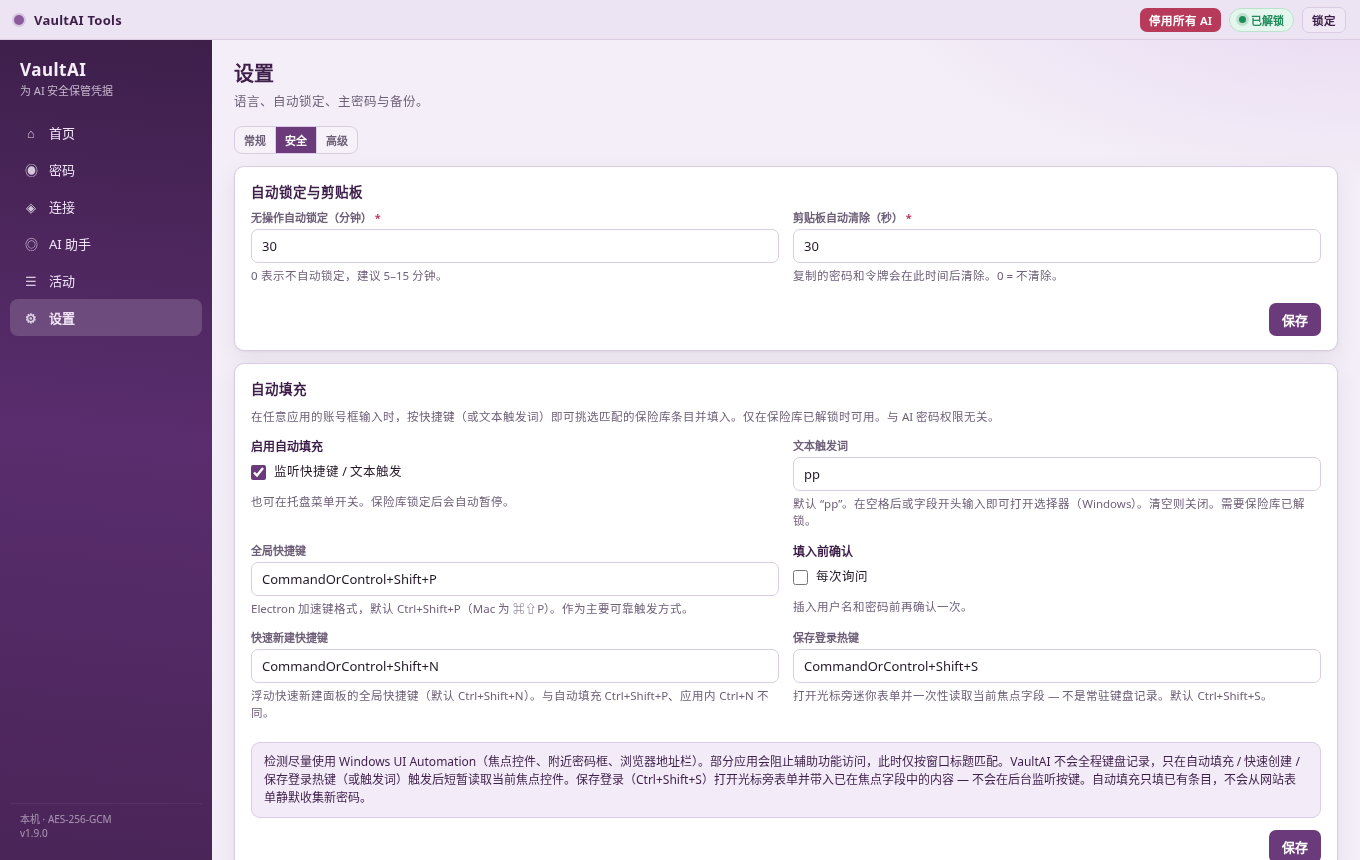 VaultAI Tools
停用所有 AI
已解锁
锁定
VaultAI
为 AI 安全保管凭据
首页
密码
连接
AI 助手
活动
设置
本机 · AES-256-GCM
v1.9.0
设置
语言、自动锁定、主密码与备份。
常规
安全
高级
自动锁定与剪贴板
无操作自动锁定（分钟） *
30
0 表示不自动锁定，建议 5–15 分钟。
剪贴板自动清除（秒） *
30
复制的密码和令牌会在此时间后清除。0 = 不清除。
保存
自动填充
在任意应用的账号框输入时，按快捷键（或文本触发词）即可挑选匹配的保险库条目并填入。仅在保险库已解锁时可用。与 AI 密码权限无关。
启用自动填充
监听快捷键 / 文本触发
也可在托盘菜单开关。保险库锁定后会自动暂停。
文本触发词
pp
默认 “pp”。在空格后或字段开头输入即可打开选择器（Windows）。清空则关闭。需要保险库已解
锁。
全局快捷键
CommandOrControl+Shift+P
Electron 加速键格式，默认 Ctrl+Shift+P（Mac 为 ⌘⇧P）。作为主要可靠触发方式。
填入前确认
每次询问
插入用户名和密码前再确认一次。
快速新建快捷键
CommandOrControl+Shift+N
浮动快速新建面板的全局快捷键（默认 Ctrl+Shift+N）。与自动填充 Ctrl+Shift+P、应用内 Ctrl+N 不
同。
保存登录热键
CommandOrControl+Shift+S
打开光标旁迷你表单并一次性读取当前焦点字段 — 不是常驻键盘记录。默认 Ctrl+Shift+S。
检测尽量使用 Windows UI Automation（焦点控件、附近密码框、浏览器地址栏）。部分应用会阻止辅助功能访问，此时仅按窗口标题匹配。VaultAI 不会全程键盘记录，只在自动填充 / 快速创建 /
保存登录热键（或触发词）触发后短暂读取当前焦点控件。保存登录（Ctrl+Shift+S）打开光标旁表单并带入已在焦点字段中的内容 — 不会在后台监听按键。自动填充只填已有条目，不会从网站表
单静默收集新密码。
保存